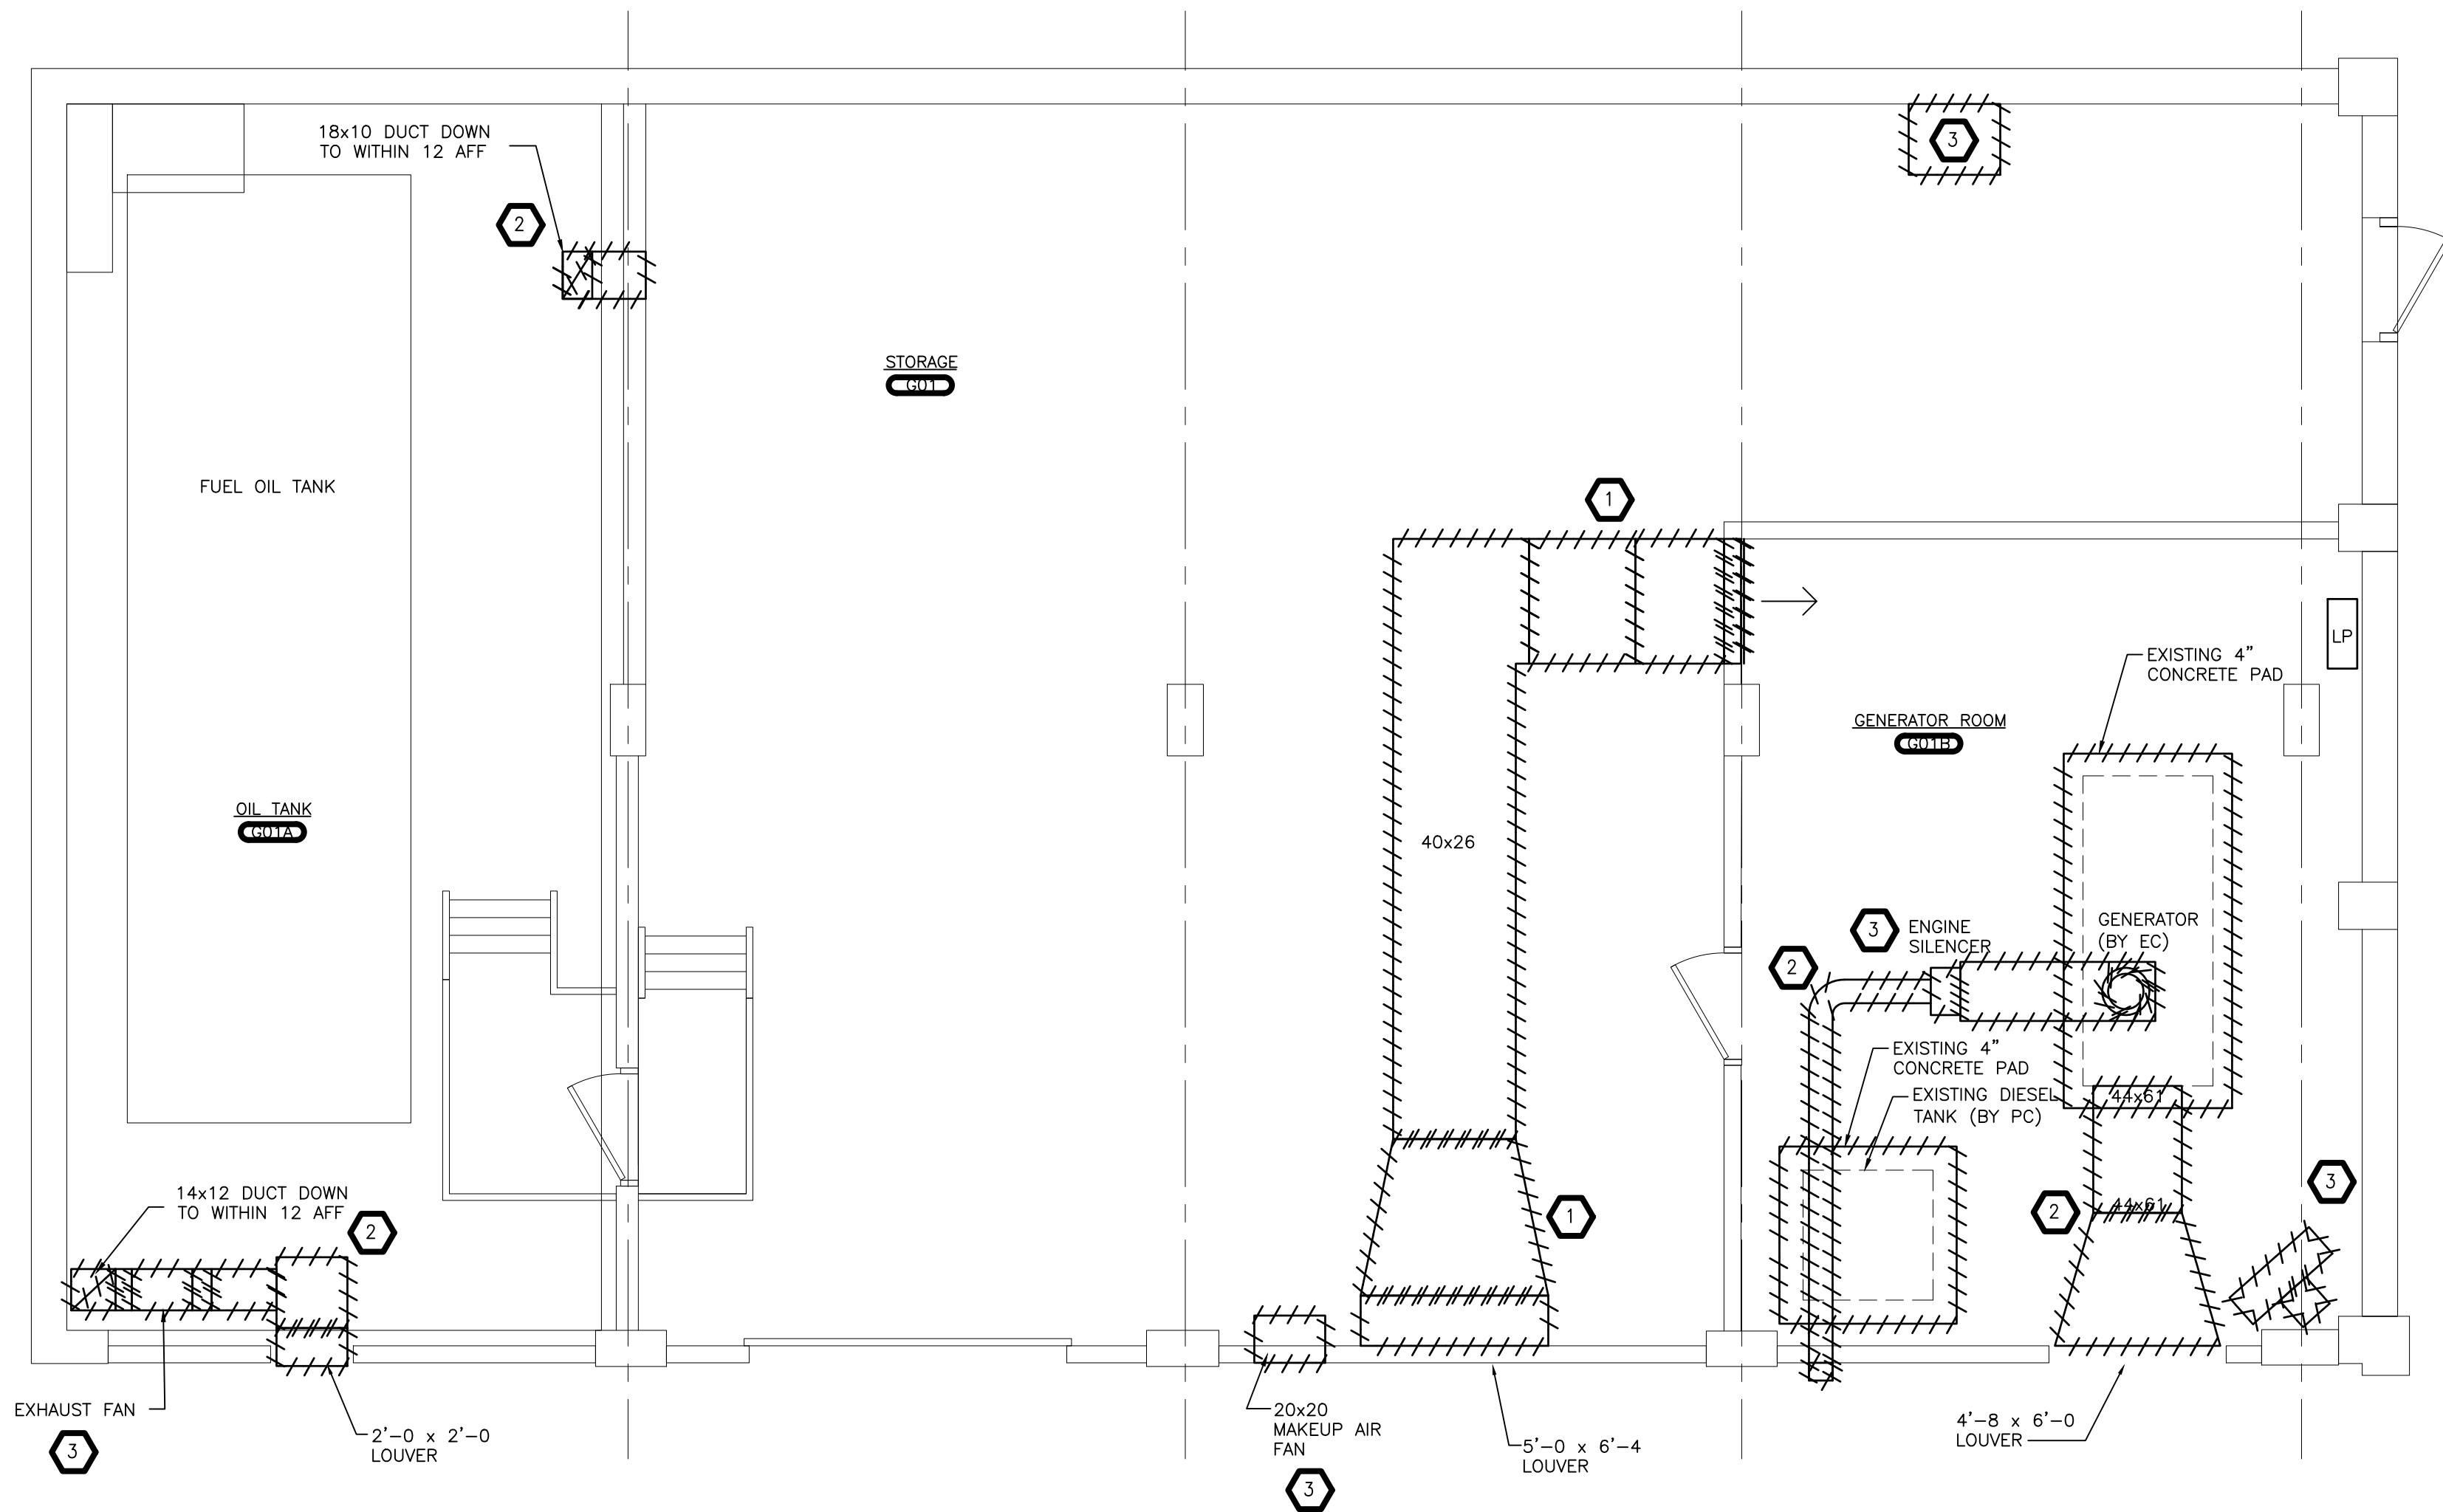 18x10 DUCT DOWN
TO WITHIN 12 AFF
3
2
STORAGE
G01
FUEL OIL TANK
1
LP
EXISTING 4"
CONCRETE PAD
GENERATOR ROOM
G01B
OIL TANK
G01A
40x26
3
ENGINE
SILENCER
GENERATOR
(BY EC)
2
EXISTING 4"
CONCRETE PAD
EXISTING DIESEL
TANK (BY PC)
44x61
14x12 DUCT DOWN
TO WITHIN 12 AFF
2
1
2
44x61
3
EXHAUST FAN
3
2'-0 x 2'-0
LOUVER
20x20
MAKEUP AIR
FAN
3
5'-0 x 6'-4
LOUVER
4'-8 x 6'-0
LOUVER